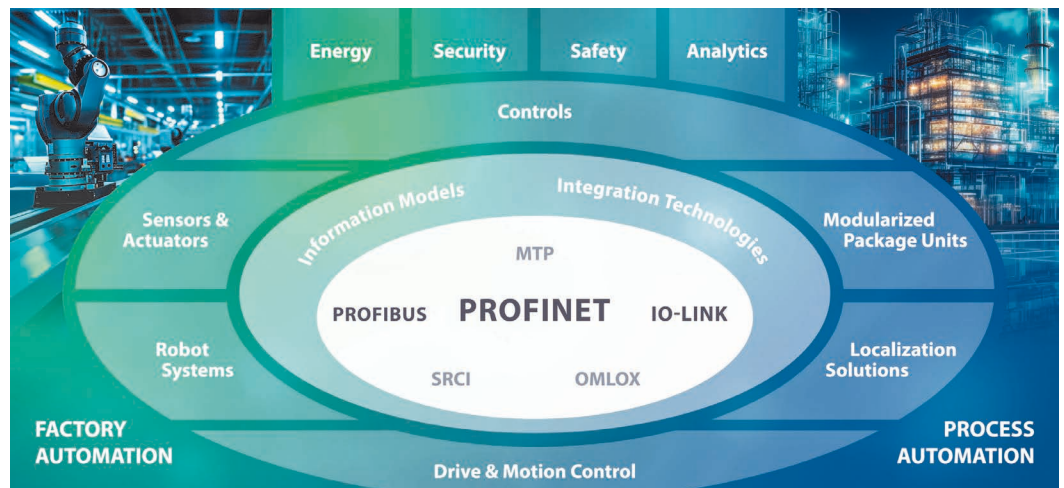 Energy
Security
Safety
Analytics
Controls
Information Models
Integration Technologies
Sensors &
Actuators
Modularized
Package Units
MTP
PROFIBUS
PROFINET
IO-LINK
Robot
Systems
Localization
Solutions
SRCI
OMLOX
FACTORY
AUTOMATION
PROCESS
AUTOMATION
Drive & Motion Control